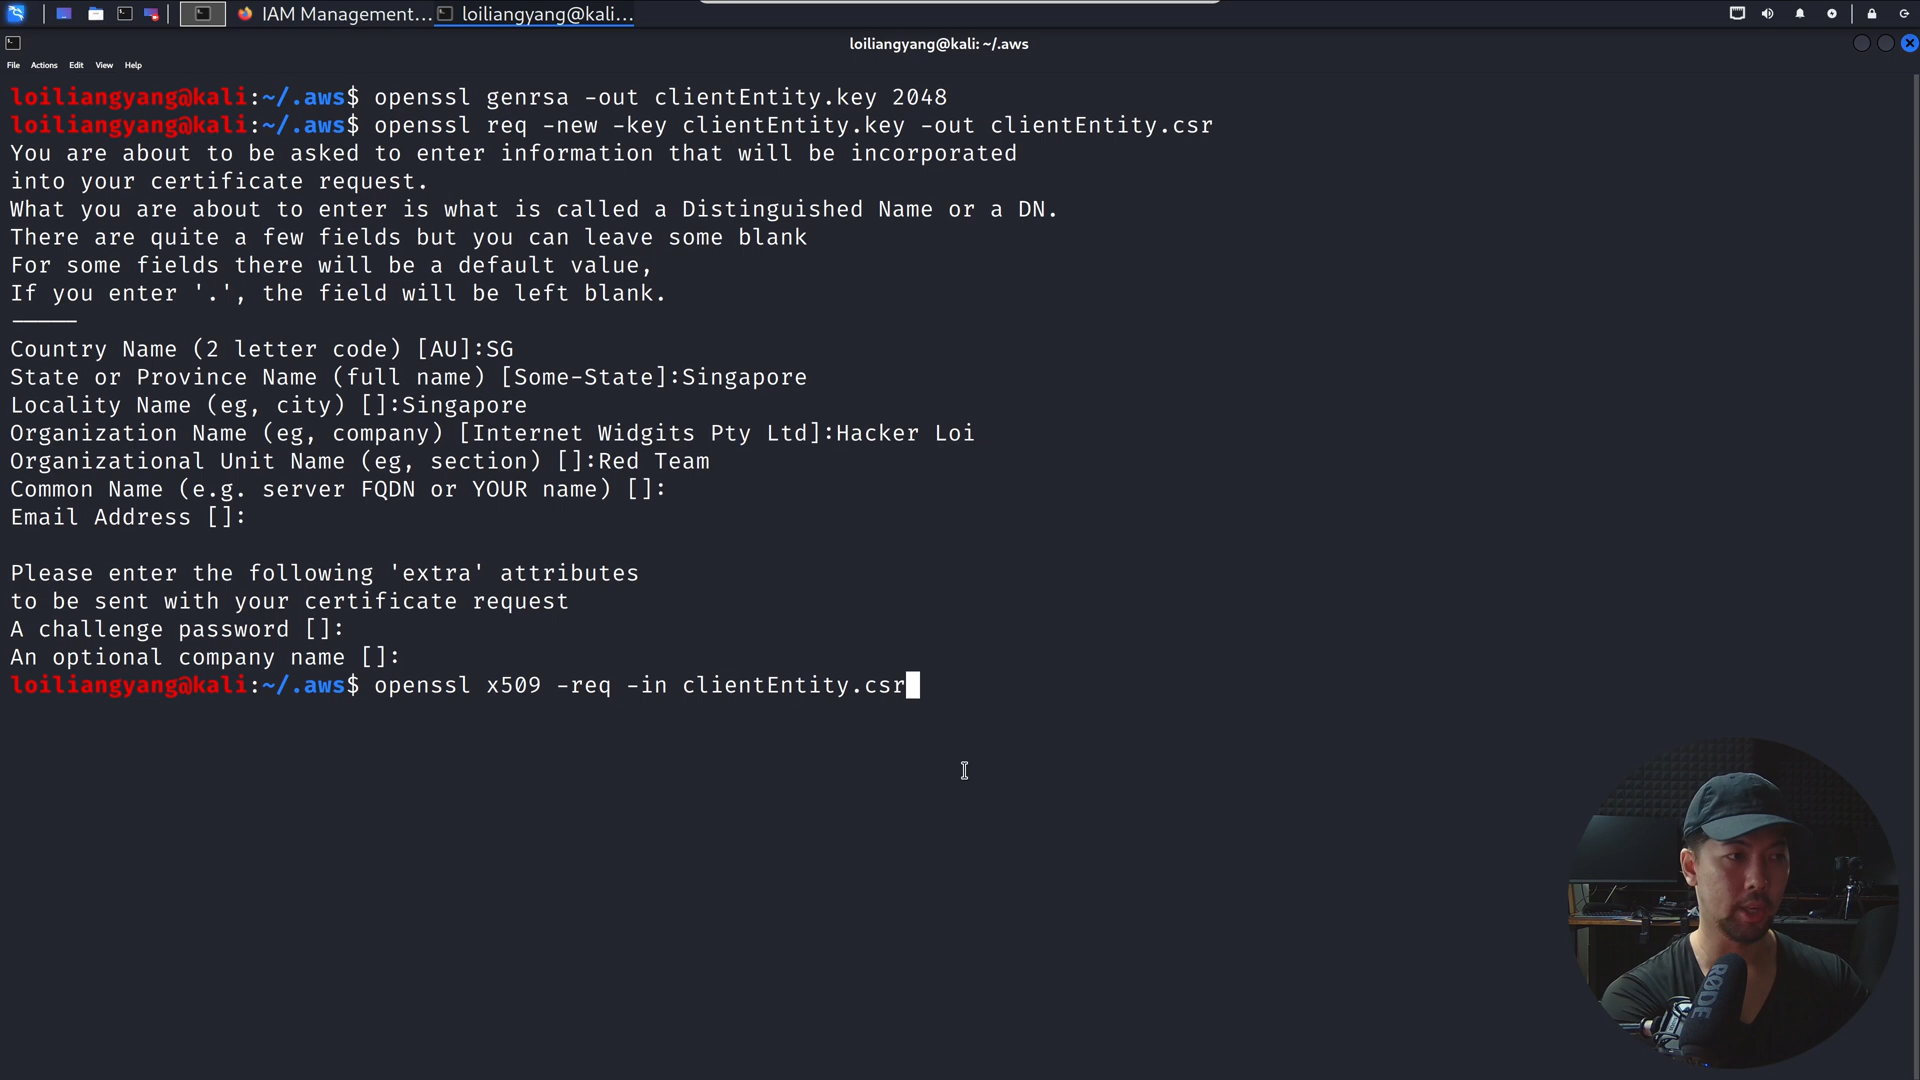 IAM Management...
loiliangyang@kali...
loiliangyang@kali: ~/.aws
File Actions Edit View Help
loiliangyang@kali:~/.aws$ openssl genrsa -out clientEntity.key 2048
loiliangyang@kali:~/.aws$ openssl req -new -key clientEntity.key -out clientEntity.csr
You are about to be asked to enter information that will be incorporated
into your certificate request.
What you are about to enter is what is called a Distinguished Name or a DN.
There are quite a few fields but you can leave some blank
For some fields there will be a default value,
If you enter '.', the field will be left blank.
-----
Country Name (2 letter code) [AU]:SG
State or Province Name (full name) [Some-State]:Singapore
Locality Name (eg, city) []:Singapore
Organization Name (eg, company) [Internet Widgits Pty Ltd]:Hacker Loi
Organizational Unit Name (eg, section) []:Red Team
Common Name (e.g. server FQDN or YOUR name) []:
Email Address []:
Please enter the following 'extra' attributes
to be sent with your certificate request
A challenge password []:
An optional company name []:
loiliangyang@kali:~/.aws$ openssl x509 -req -in clientEntity.csr
RØDE